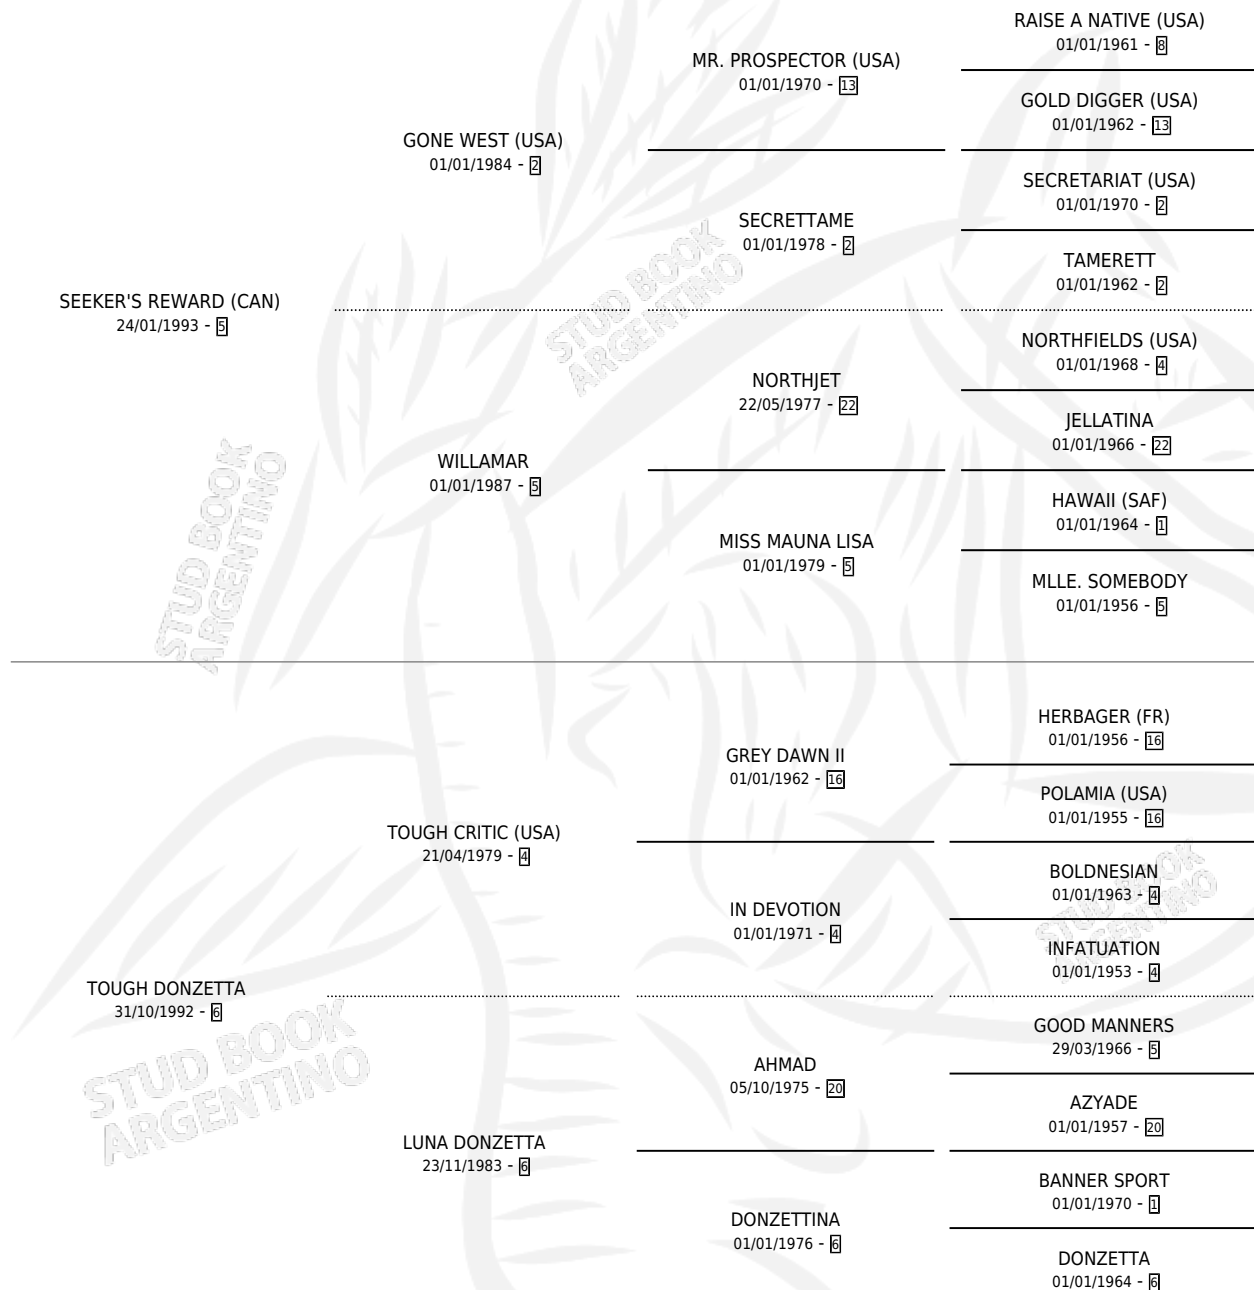 RAISE A NATIVE (USA)
01/01/1961 - 8
MR. PROSPECTOR (USA)
01/01/1970 - 13
GOLD DIGGER (USA)
01/01/1962 - 13
GONE WEST (USA)
01/01/1984 - 2
SECRETARIAT (USA)
01/01/1970 - 2
SECRETTAME
01/01/1978 - 2
TAMERETT
01/01/1962 - 2
SEEKER'S REWARD (CAN)
24/01/1993 - 5
NORTHFIELDS (USA)
01/01/1968 - 4
NORTHJET
22/05/1977 - 22
JELLATINA
01/01/1966 - 22
WILLAMAR
01/01/1987 - 5
HAWAII (SAF)
01/01/1964 - 1
MISS MAUNA LISA
01/01/1979 - 5
MLLE. SOMEBODY
01/01/1956 - 5
HERBAGER (FR)
01/01/1956 - 16
GREY DAWN II
01/01/1962 - 16
POLAMIA (USA)
01/01/1955 - 16
TOUGH CRITIC (USA)
21/04/1979 - 4
BOLDNESIAN
01/01/1963 - 4
IN DEVOTION
01/01/1971 - 4
INFATUATION
01/01/1953 - 4
TOUGH DONZETTA
31/10/1992 - 6
GOOD MANNERS
29/03/1966 - 5
AHMAD
05/10/1975 - 20
AZYADE
01/01/1957 - 20
LUNA DONZETTA
23/11/1983 - 6
BANNER SPORT
01/01/1970 - 1
DONZETTINA
01/01/1976 - 6
DONZETTA
01/01/1964 - 6
STUD BOOK
ARGENTINO
STUD BOOK
ARGENTINO
STUD BOOK
ARGENTINO
STUD BOOK
ARGENTINO